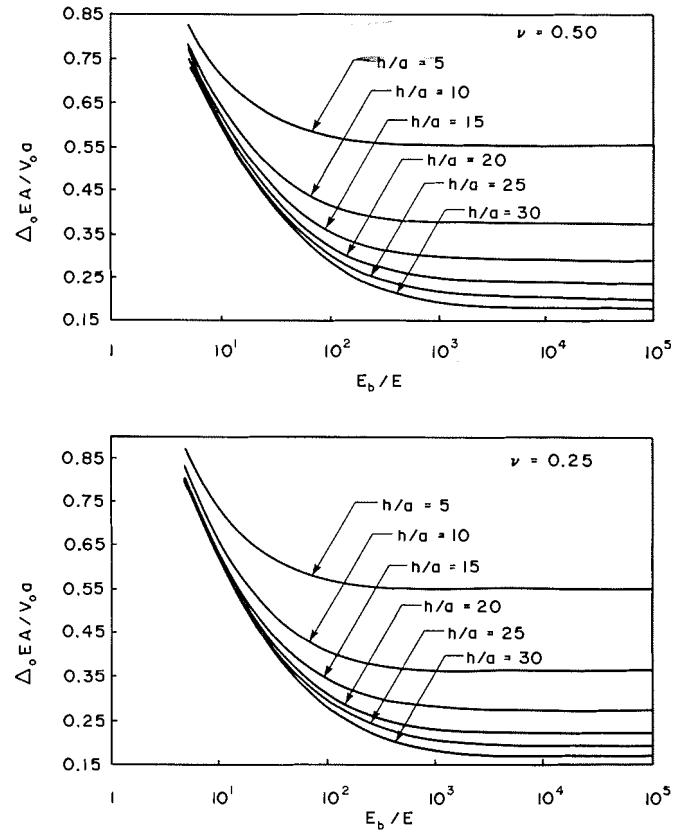 ν = 0.50
0.85
0.75
0.65
0.55
0.45
0.35
0.25
0.15
Δ₀EA/V₀a
h/a = 5
h/a = 10
h/a = 15
h/a = 20
h/a = 25
h/a = 30
1 10¹ 10² 10³ 10⁴ 10⁵
E_b/E
ν = 0.25
0.85
0.75
0.65
0.55
0.45
0.35
0.25
0.15
Δ₀EA/V₀a
h/a = 5
h/a = 10
h/a = 15
h/a = 20
h/a = 25
h/a = 30
1 10¹ 10² 10³ 10⁴ 10⁵
E_b/E